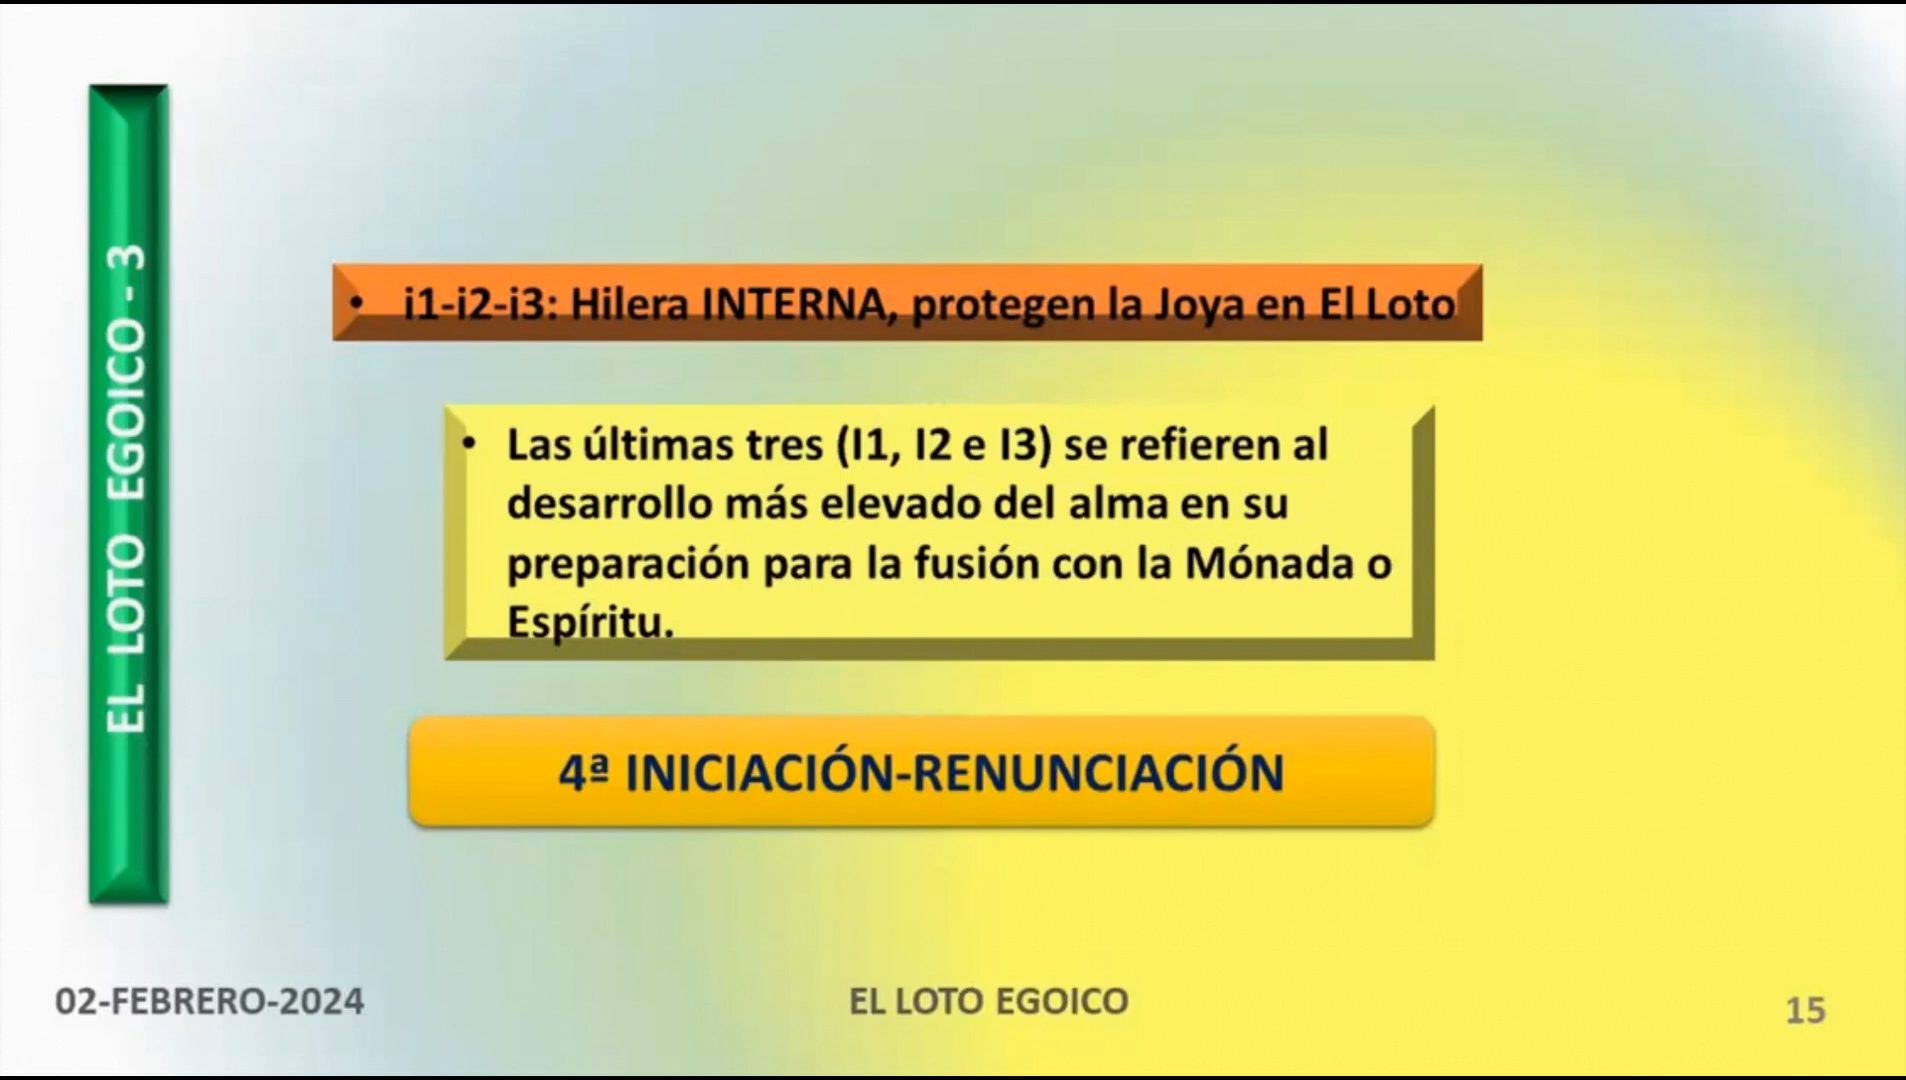 EL LOTO EGOICO - 3
• i1-i2-i3: Hilera INTERNA, protegen la Joya en El Loto
• Las últimas tres (I1, I2 e I3) se refieren al
desarrollo más elevado del alma en su
preparación para la fusión con la Mónada o
Espíritu.
4ª INICIACIÓN-RENUNCIACIÓN
02-FEBRERO-2024
EL LOTO EGOICO
15